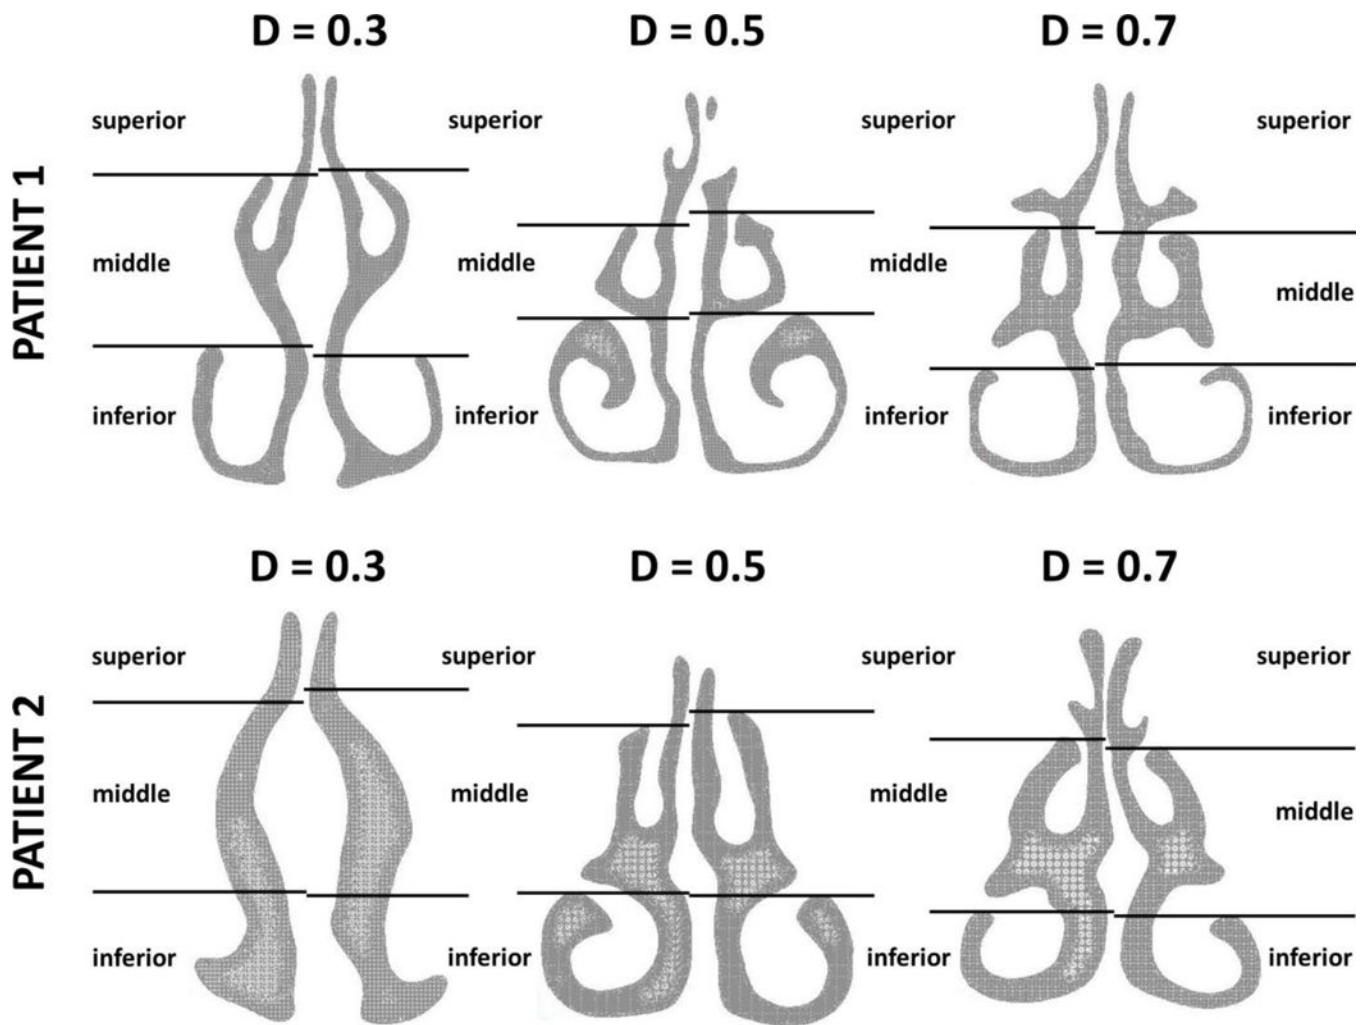 D = 0.3 D = 0.5 D = 0.7
PATIENT 1
superior superior superior superior
middle middle middle middle
inferior inferior inferior inferior
D = 0.3 D = 0.5 D = 0.7
PATIENT 2
superior superior superior superior
middle middle middle middle
inferior inferior inferior inferior